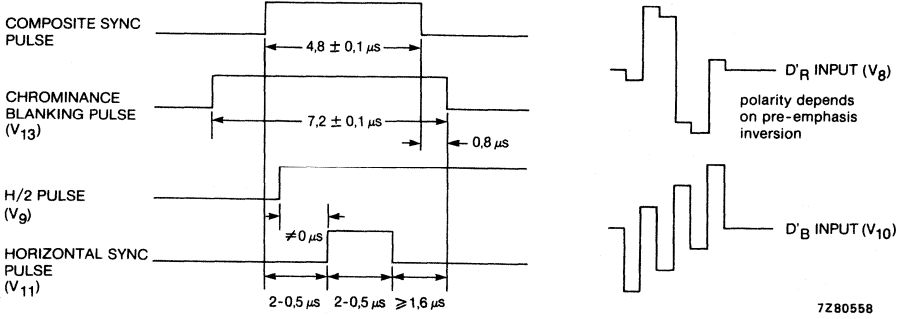 COMPOSITE SYNC
PULSE
4,8 ± 0,1 μs
CHROMINANCE
BLANKING PULSE
(V13)
7,2 ± 0,1 μs
0,8 μs
H/2 PULSE
(V9)
≠0 μs
HORIZONTAL SYNC
PULSE
(V11)
2-0,5 μs
2-0,5 μs
≥1,6 μs
D'R INPUT (V8)
polarity depends
on pre-emphasis
inversion
D'B INPUT (V10)
7Z80558